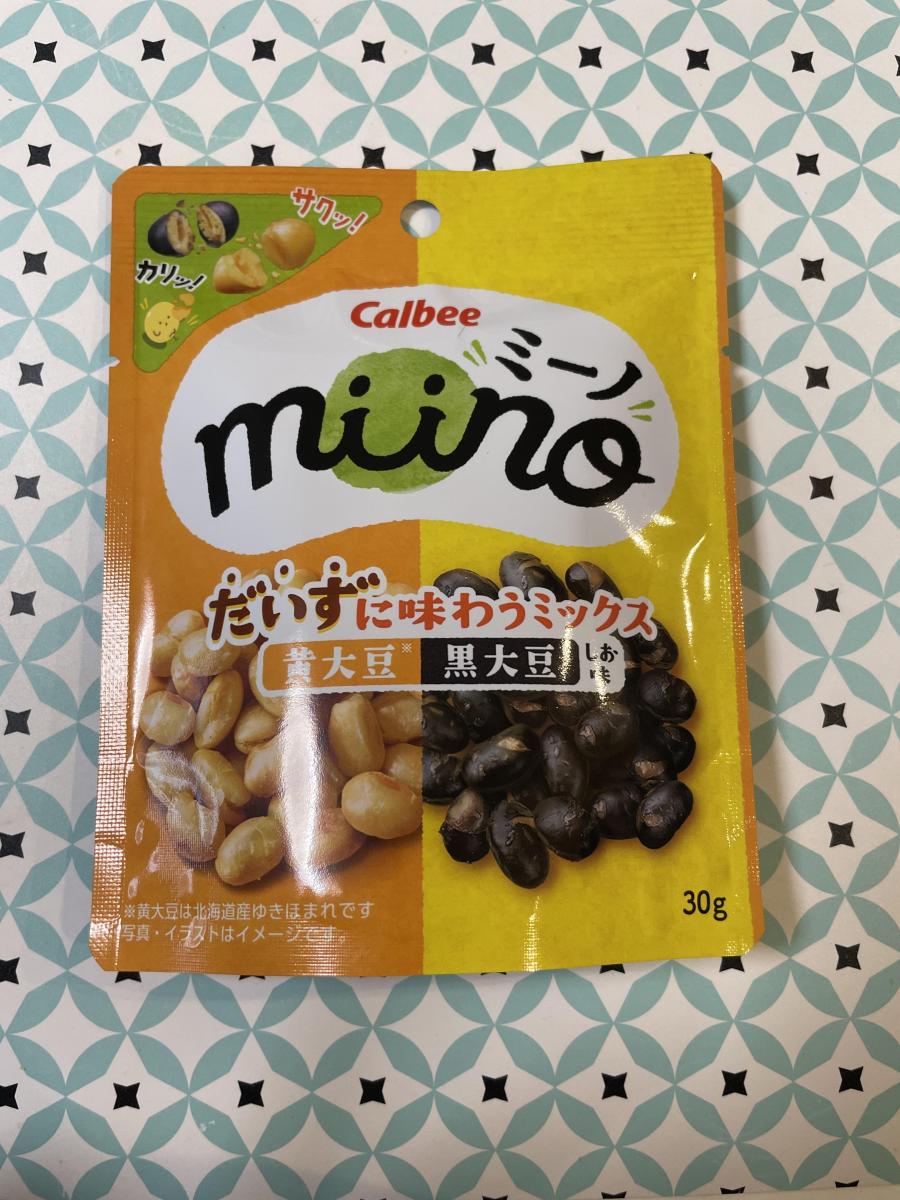 サクッ!
カリッ!
Calbee
ミーノ
miino
だいずに味わうミックス
黄大豆※ 黒大豆 しお味
※黄大豆は北海道産ゆきほまれです
写真・イラストはイメージです。
30g